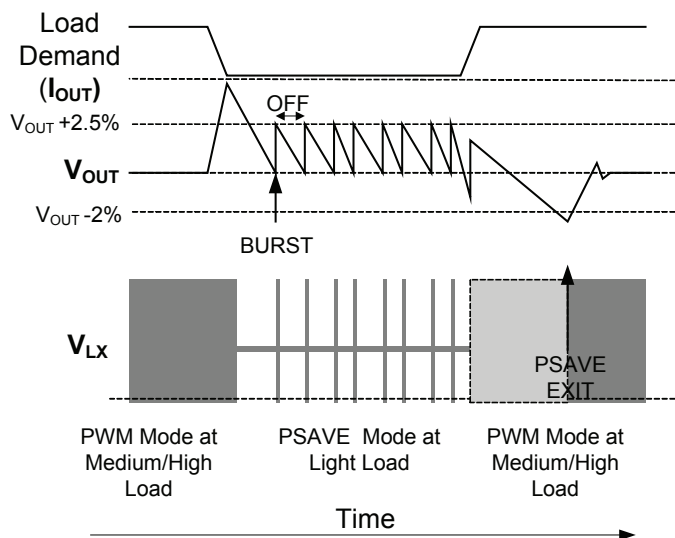 Load
Demand
(IOUT)
OFF
VOUT +2.5%
VOUT
VOUT -2%
BURST
VLX
PSAVE
EXIT
PWM Mode at
Medium/High
Load
PSAVE Mode at
Light Load
PWM Mode at
Medium/High
Load
Time